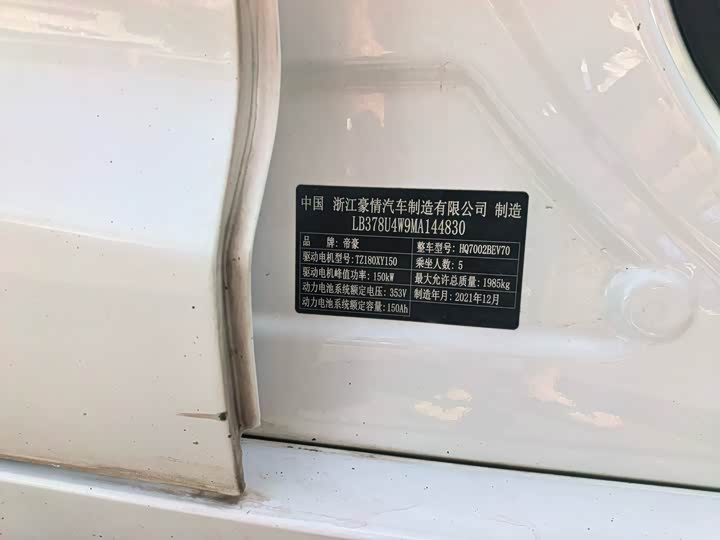 中国 浙江豪情汽车制造有限公司 制造
LB378U4W9MA144830
品 牌: 帝豪 整车型号: HQ7002BEV70
驱动电机型号: TZ180XY150 乘坐人数: 5
驱动电机峰值功率: 150kW 最大允许总质量: 1985kg
动力电池系统额定电压: 353V 制造年月: 2021年12月
动力电池系统额定容量: 150Ah